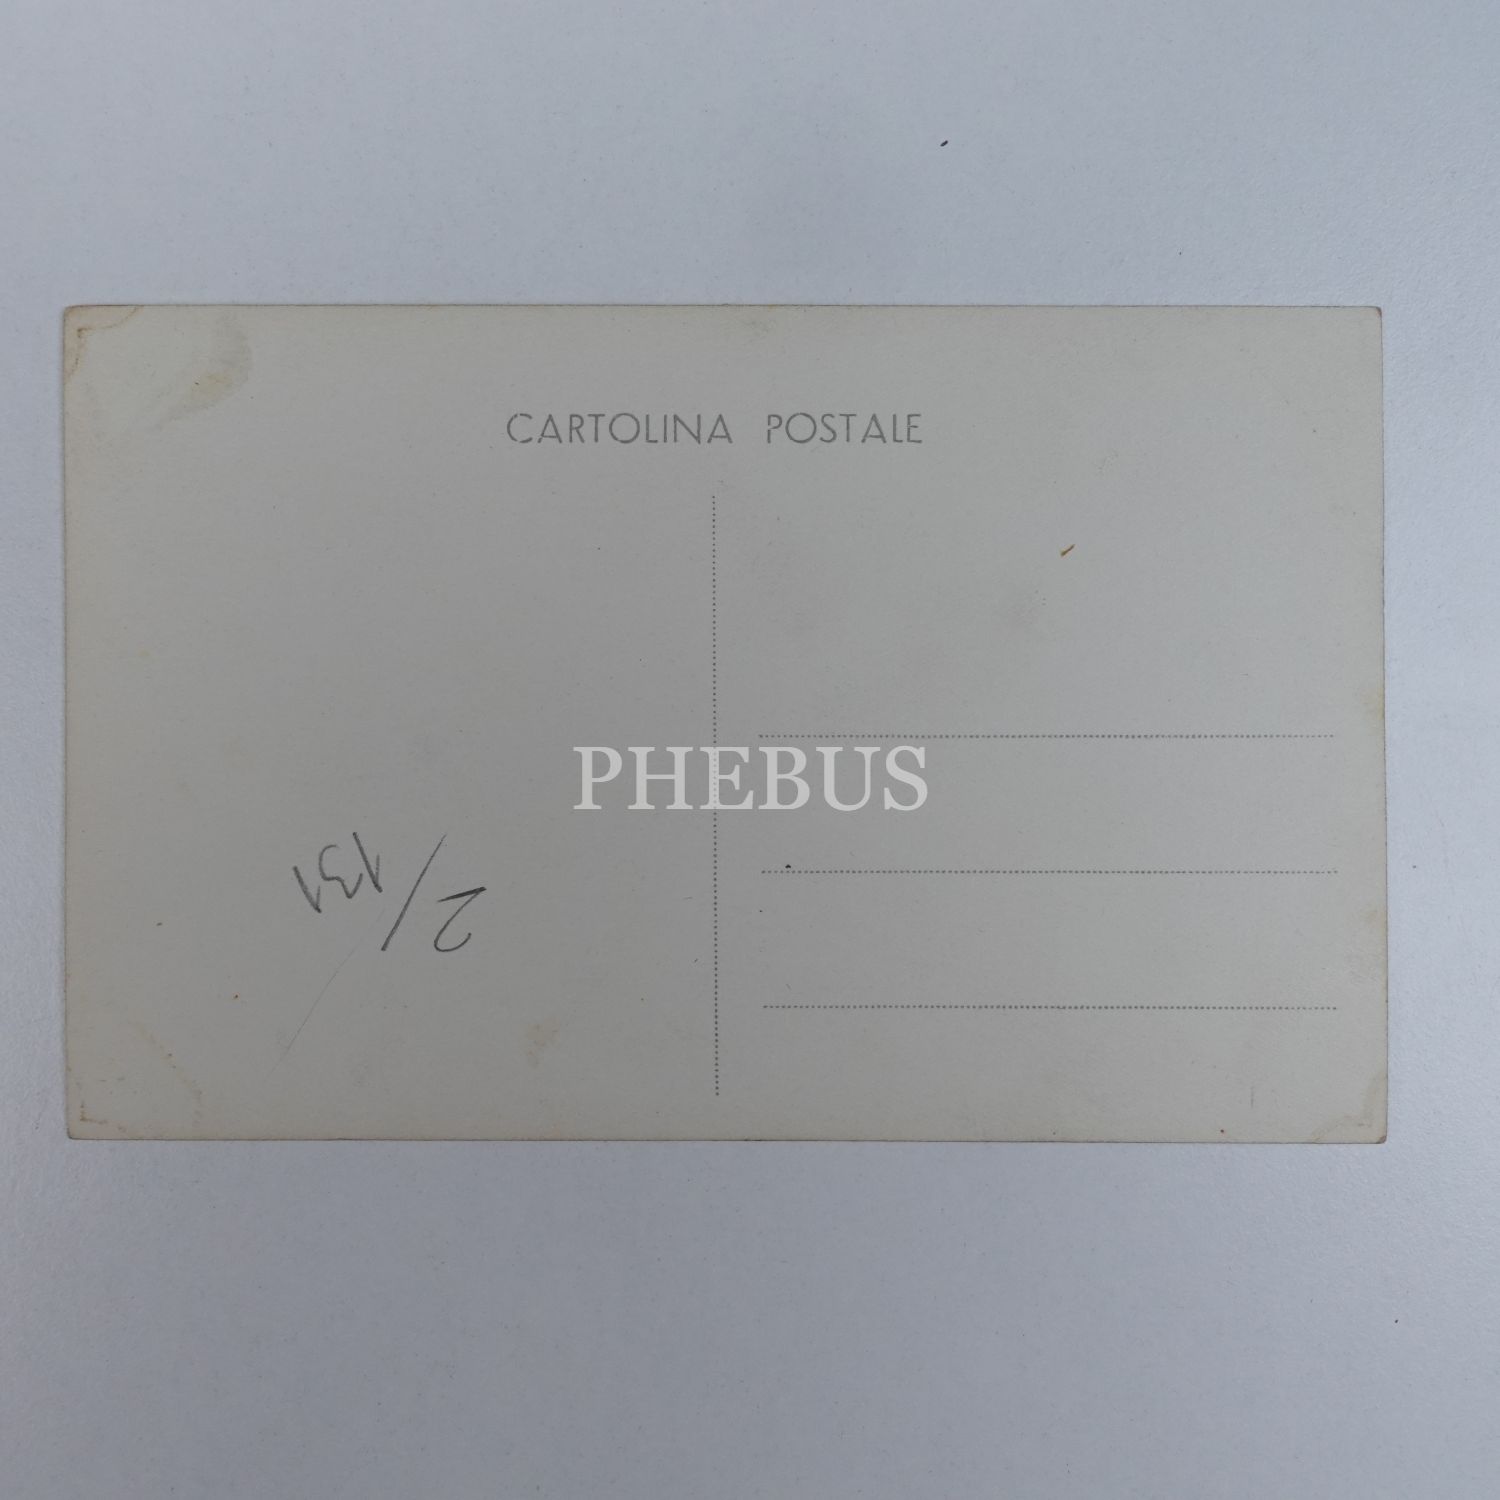 CARTOLINA POSTALE
PHEBUS
2/131